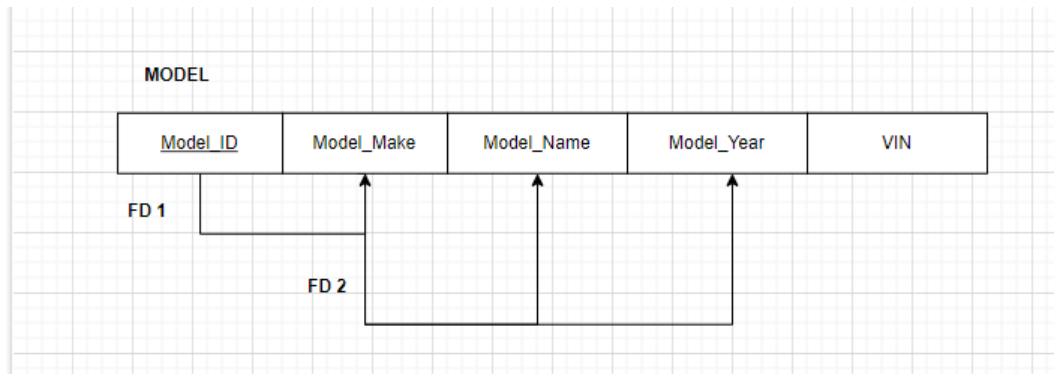 MODEL
Model_ID Model_Make Model_Name Model_Year VIN
FD 1
FD 2